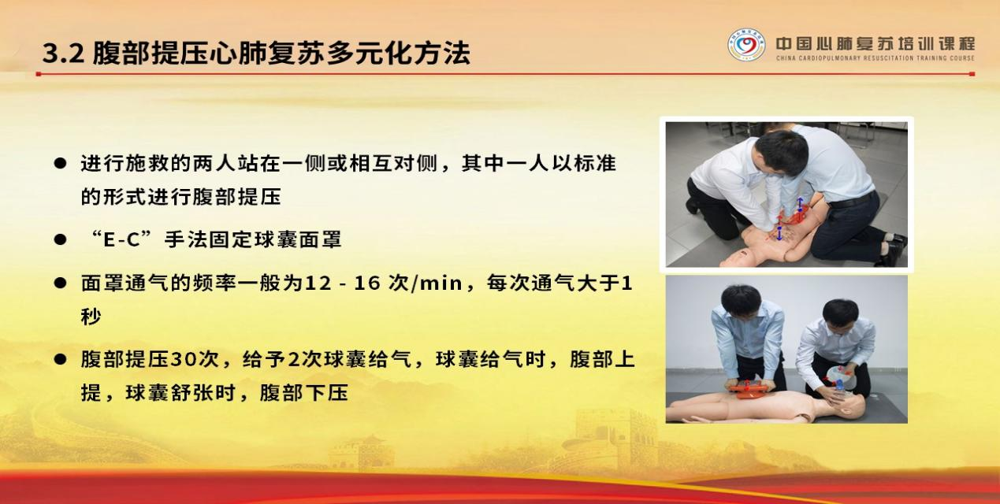 3.2 腹部提压心肺复苏多元化方法
中国心肺复苏培训课程
CHINA CARDIOPULMONARY RESUSCITATION TRAINING COURSE
● 进行施救的两人站在一侧或相互对侧，其中一人以标准
的形式进行腹部提压
● “E-C”手法固定球囊面罩
● 面罩通气的频率一般为12 - 16 次/min，每次通气大于1
秒
● 腹部提压30次，给予2次球囊给气，球囊给气时，腹部上
提，球囊舒张时，腹部下压